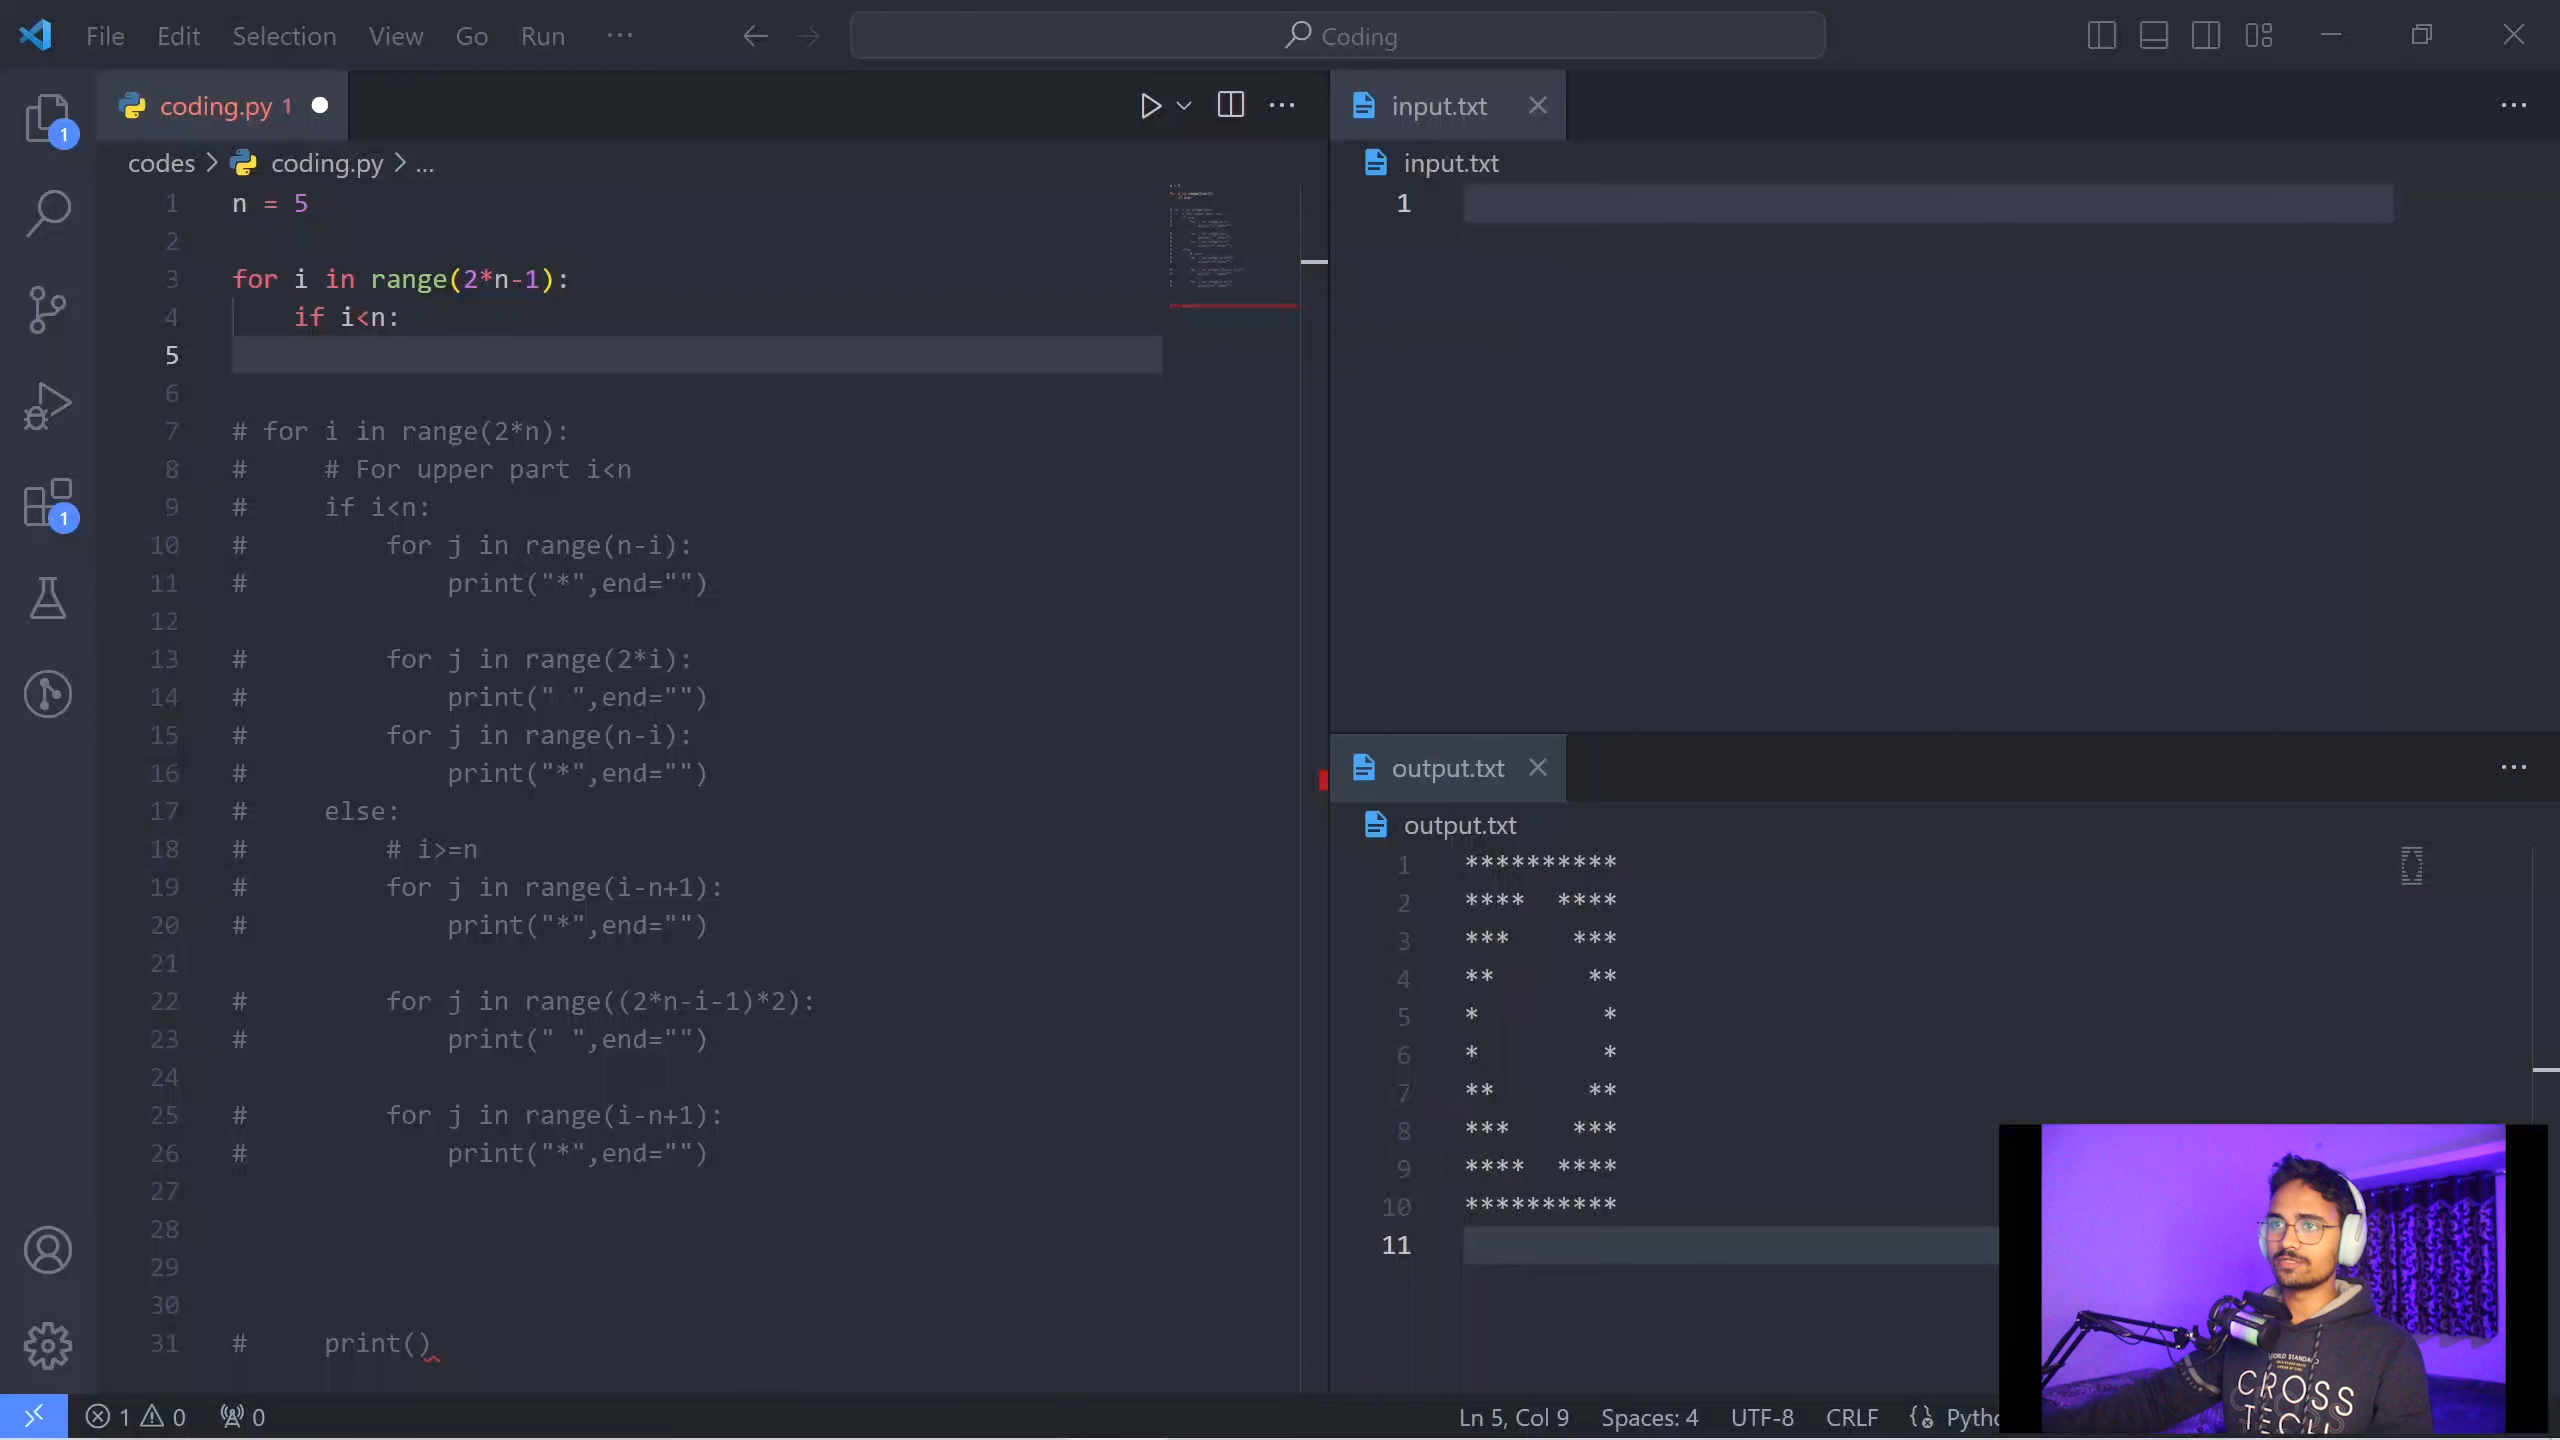 File Edit Selection View Go Run ··· Coding
coding.py 1
codes > coding.py > ...
1 n = 5
2
3 for i in range(2*n-1):
4     if i<n:
5
6
7 # for i in range(2*n):
8 #     # For upper part i<n
9 #     if i<n:
10 #         for j in range(n-i):
11 #             print("*",end="")
12
13 #         for j in range(2*i):
14 #             print(" ",end="")
15 #         for j in range(n-i):
16 #             print("*",end="")
17 #     else:
18 #         # i>=n
19 #         for j in range(i-n+1):
20 #             print("*",end="")
21
22 #         for j in range((2*n-i-1)*2):
23 #             print(" ",end="")
24
25 #         for j in range(i-n+1):
26 #             print("*",end="")
27
28
29
30
31 #     print()
input.txt
input.txt
1
output.txt
output.txt
1 **********
2 ****  ****
3 ***    ***
4 **      **
5 *        *
6 *        *
7 **      **
8 ***    ***
9 ****  ****
10 **********
11
1
1
1 0 0
Ln 5, Col 9 Spaces: 4 UTF-8 CRLF
WORLD STANDARD
CROSS
TECH